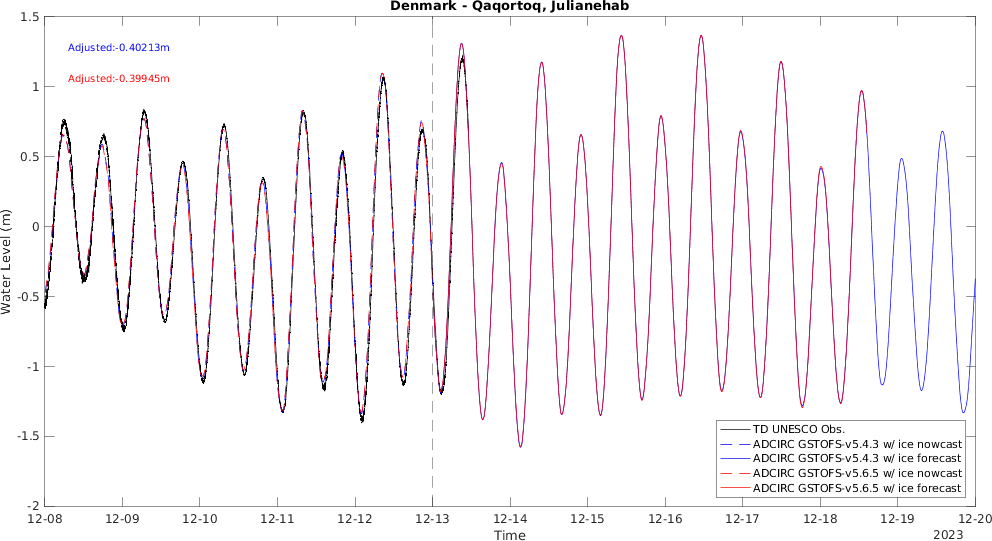 Denmark - Qaqortoq, Julianehab
Adjusted:-0.40213m
Adjusted:-0.39945m
Water Level (m)
1.5
1
0.5
0
-0.5
-1
-1.5
-2
TD UNESCO Obs.
ADCIRC GSTOFS-v5.4.3 w/ ice nowcast
ADCIRC GSTOFS-v5.4.3 w/ ice forecast
ADCIRC GSTOFS-v5.6.5 w/ ice nowcast
ADCIRC GSTOFS-v5.6.5 w/ ice forecast
12-08 12-09 12-10 12-11 12-12 12-13 12-14 12-15 12-16 12-17 12-18 12-19 12-20
Time
2023